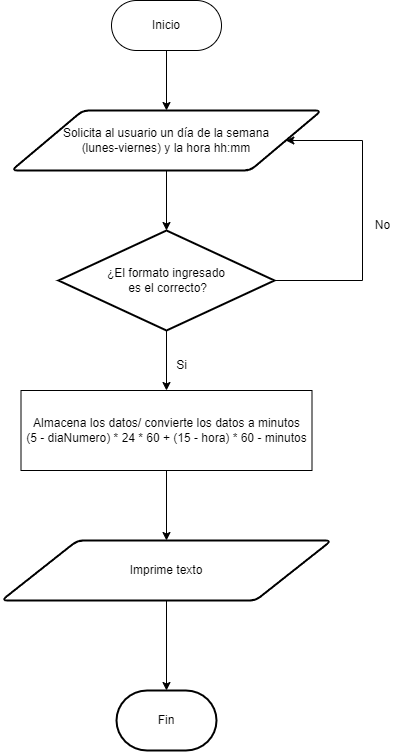 Inicio
Solicita al usuario un día de la semana
(lunes-viernes) y la hora hh:mm
No
¿El formato ingresado
es el correcto?
Si
Almacena los datos/ convierte los datos a minutos
(5 - diaNumero) * 24 * 60 + (15 - hora) * 60 - minutos
Imprime texto
Fin